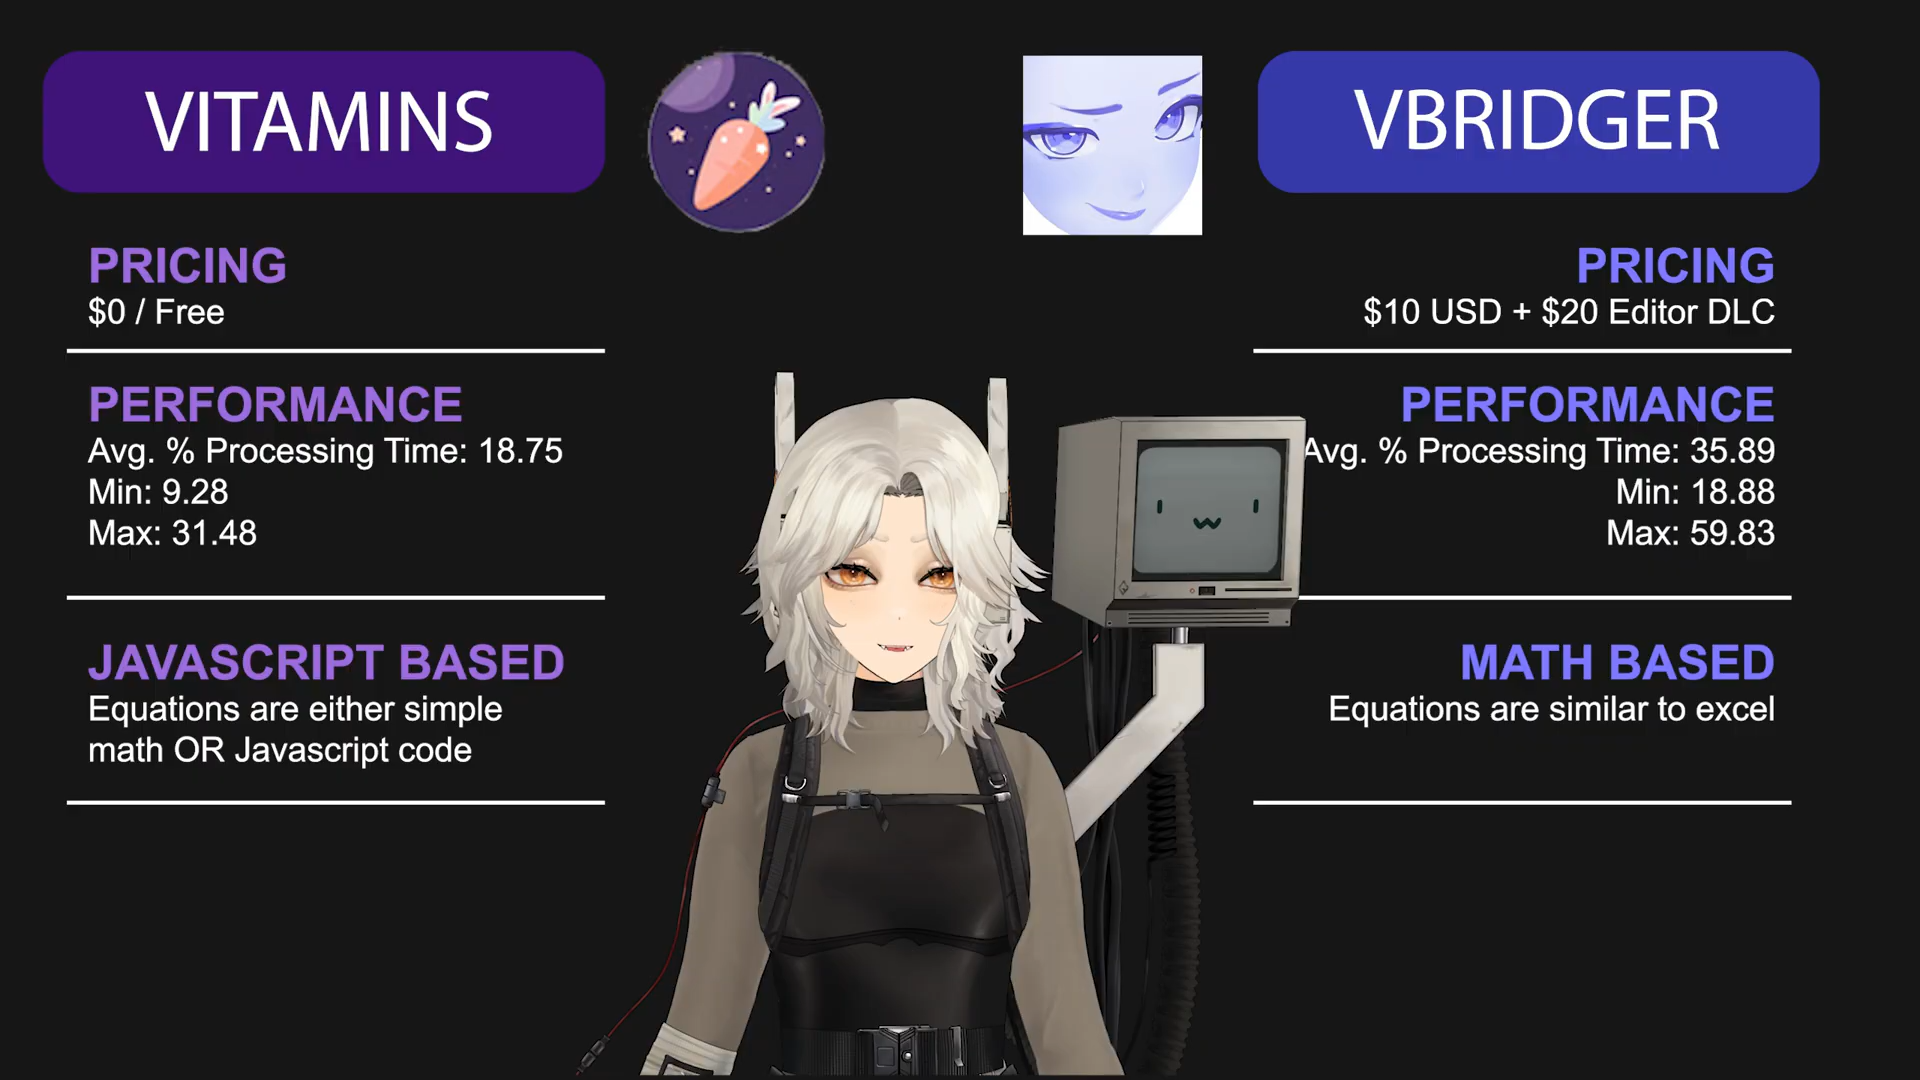 VITAMINS
PRICING
$0 / Free
PERFORMANCE
Avg. % Processing Time: 18.75
Min: 9.28
Max: 31.48
JAVASCRIPT BASED
Equations are either simple
math OR Javascript code
VBRIDGER
PRICING
$10 USD + $20 Editor DLC
PERFORMANCE
Avg. % Processing Time: 35.89
Min: 18.88
Max: 59.83
MATH BASED
Equations are similar to excel